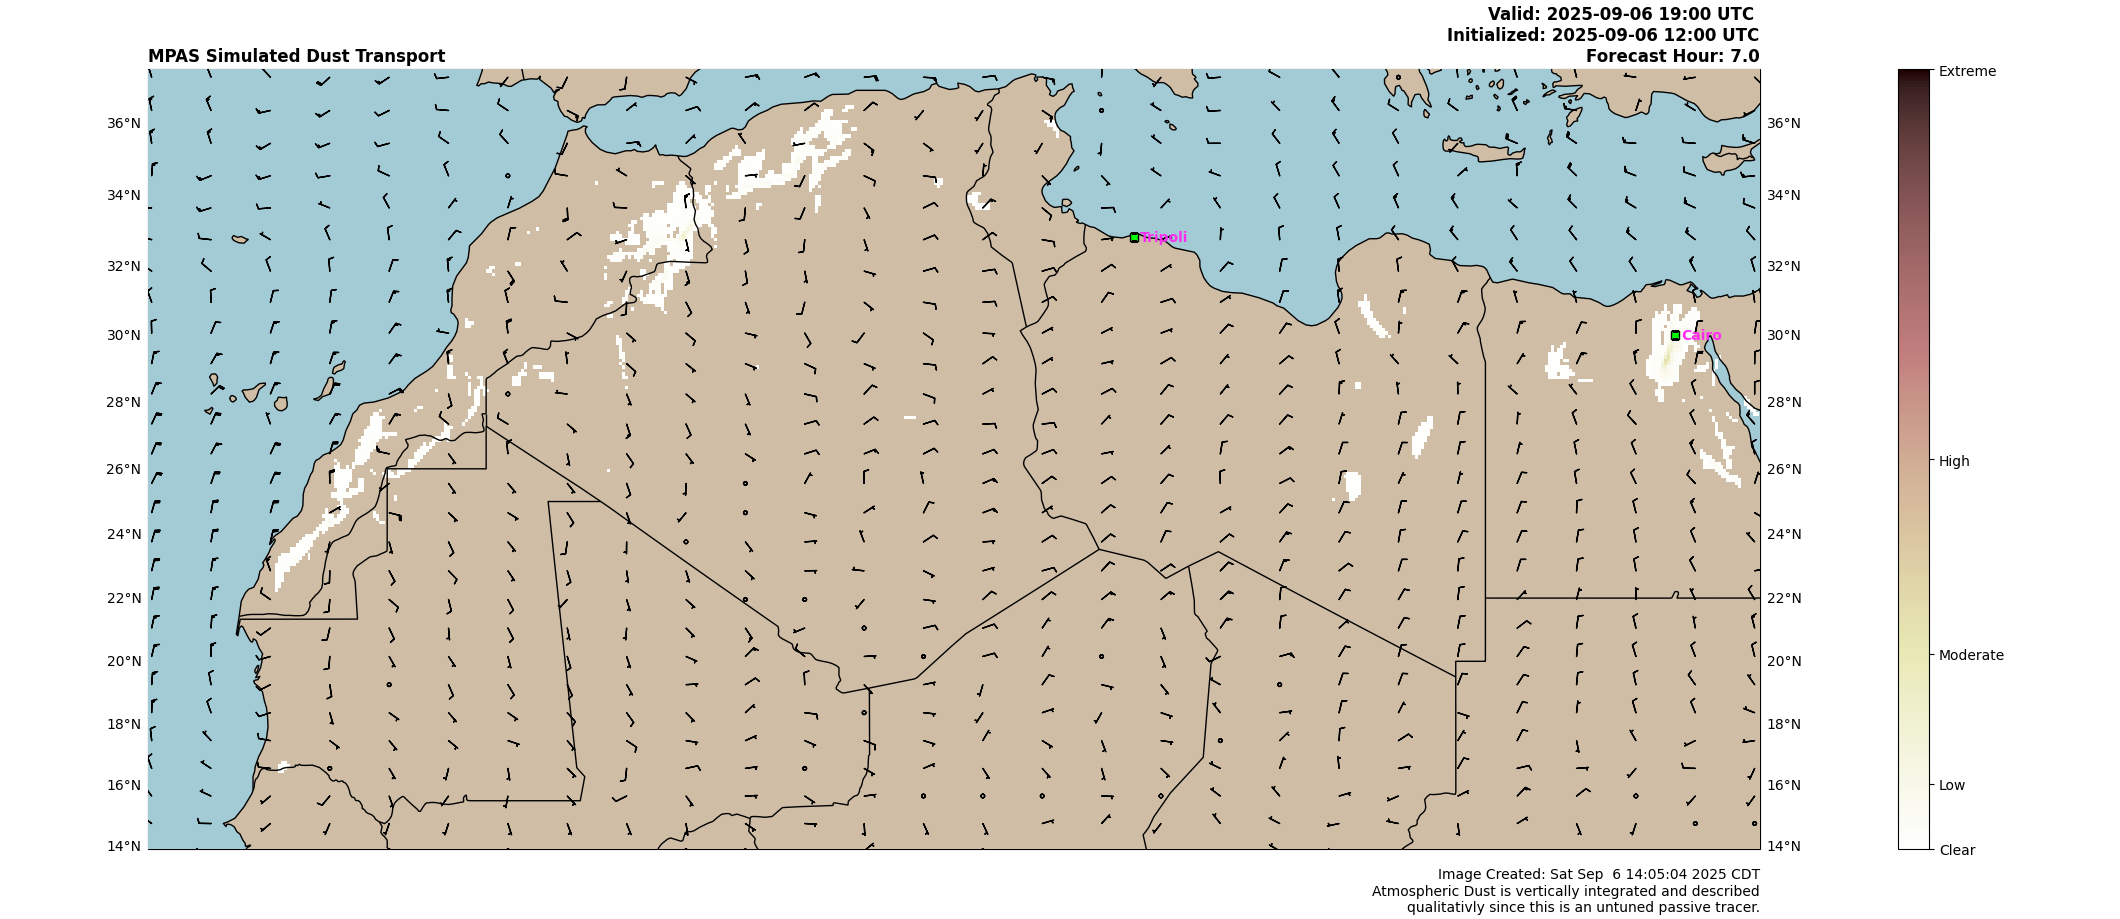 Valid: 2025-09-06 19:00 UTC
Initialized: 2025-09-06 12:00 UTC
MPAS Simulated Dust Transport
Forecast Hour: 7.0
Extreme
36°N
36°N
34°N
34°N
Tripoli
32°N
32°N
30°N
Cairo
30°N
28°N
28°N
26°N
26°N
High
24°N
24°N
22°N
22°N
20°N
20°N
Moderate
18°N
18°N
16°N
16°N
Low
14°N
14°N
Clear
Image Created: Sat Sep  6 14:05:04 2025 CDT
Atmospheric Dust is vertically integrated and described
qualitativly since this is an untuned passive tracer.